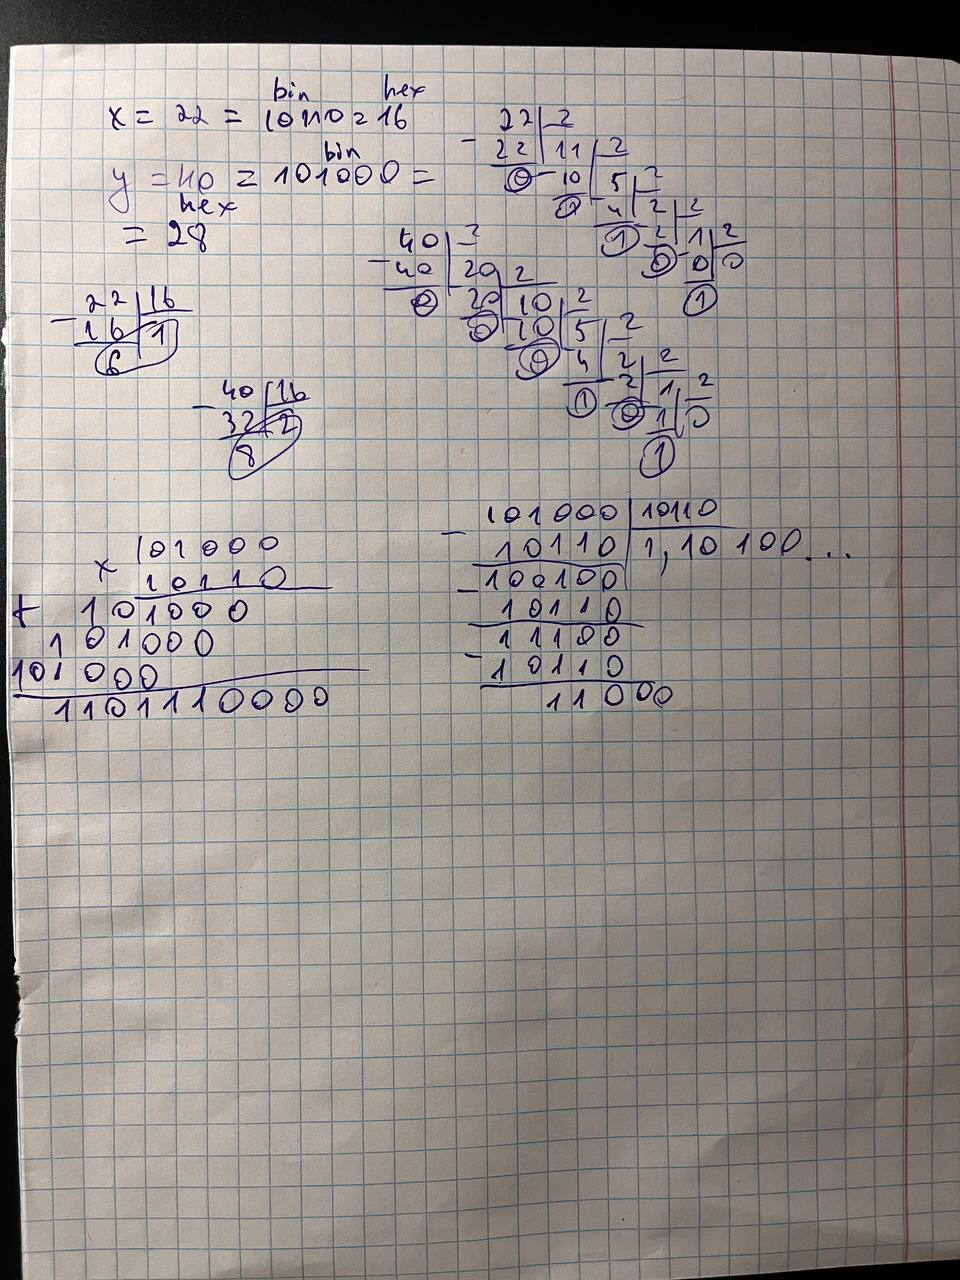 bin hex
x = 22 = 10110 = 16
bin
y = 40 = 101000 =
hex
= 28
22 | 2
- 22 | 11 | 2
0 - 10 | 5 | 2
0 4 | 2 | 2
1 2 | 1 | 2
0 - 0 | 0
1
40 | 2
- 40 | 20 | 2
0 20 | 10 | 2
0 - 10 | 5 | 2
0 4 | 2 | 2
1 - 2 | 1 | 2
0 1 | 0
1
22 | 16
- 16 | 1
6
40 | 16
- 32 | 2
8
101000
x 10110
+ 101000
101000
101000
1101110000
101000 | 10110
- 10110 | 1,10100...
100100
- 10110
11100
- 10110
11000